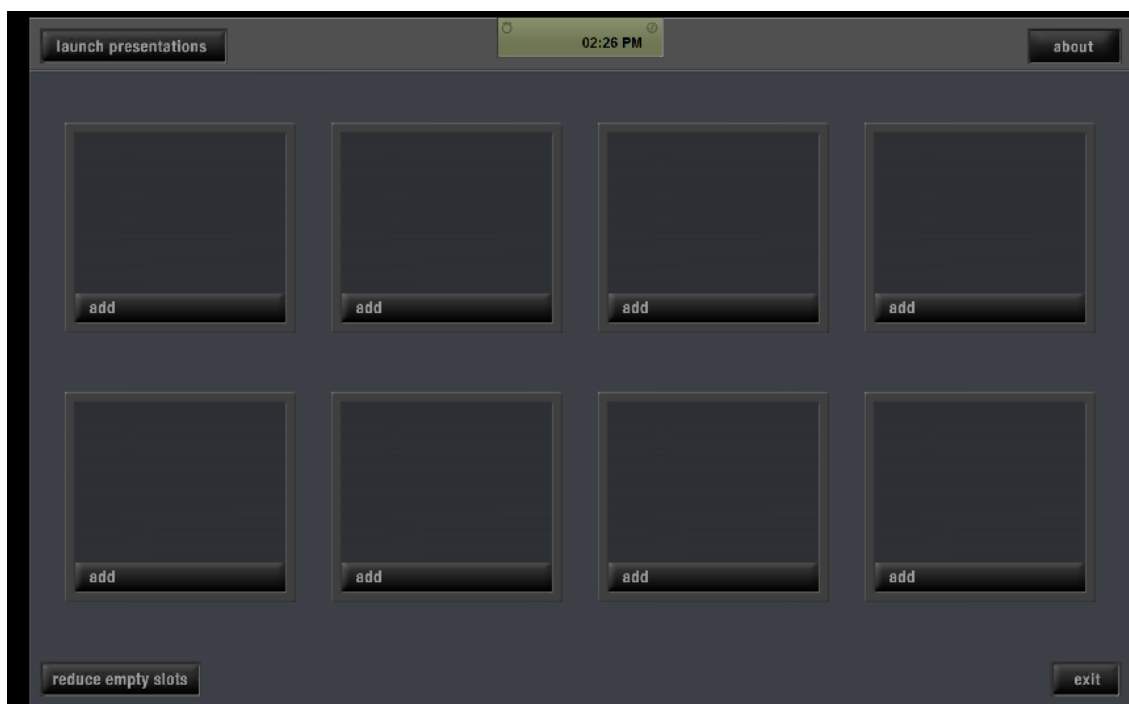 launch presentations
02:26 PM
about
add
add
add
add
add
add
add
add
reduce empty slots
exit